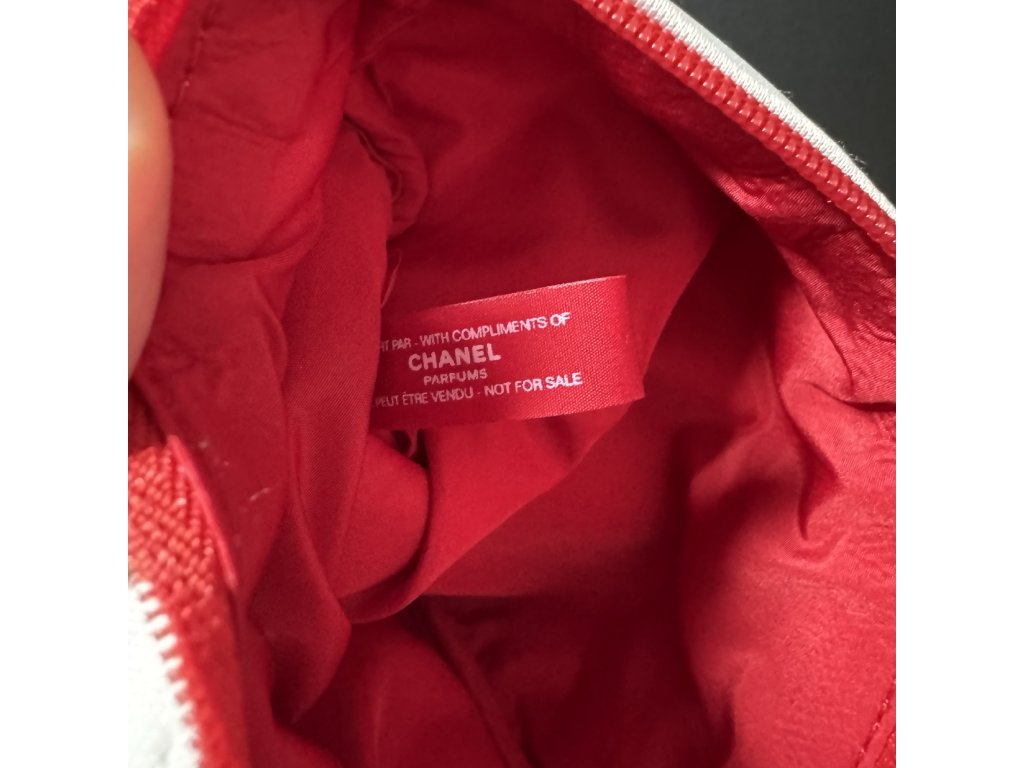 PAR - WITH COMPLIMENTS OF
CHANEL
PARFUMS
PEUT ÊTRE VENDU - NOT FOR SALE